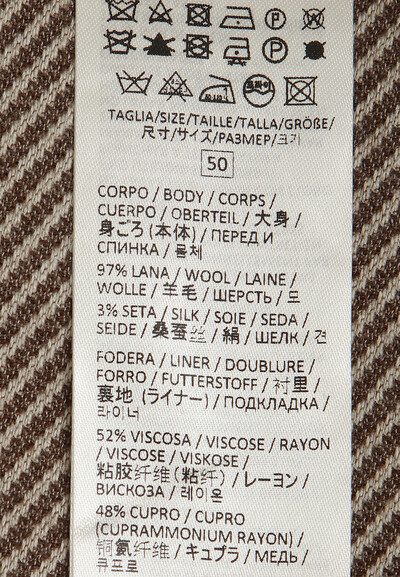 TAGLIA/SIZE/TAILLE/TALLA/GRÖßE/
尺寸/サイズ/РАЗМЕР/크기
50
CORPO / BODY / CORPS /
CUERPO / OBERTEIL / 大身 /
身ごろ (本体) / ПЕРЕД И
СПИНКА / 몸체
97% LANA / WOOL / LAINE /
WOLLE / 羊毛 / ШЕРСТЬ / 모
3% SETA / SILK / SOIE / SEDA /
SEIDE / 桑蚕丝 / 絹 / ШЕЛК / 견
FODERA / LINER / DOUBLURE /
FORRO / FUTTERSTOFF / 衬里 /
裏地 (ライナー) / ПОДКЛАДКА /
라이너
52% VISCOSA / VISCOSE / RAYON
/ VISCOSE / VISKOSE /
粘胶纤维 (粘纤) / レーヨン /
ВИСКОЗА / 레이온
48% CUPRO / CUPRO
(CUPRAMMONIUM RAYON) /
铜氨纤维 / キュプラ / МЕДЬ /
큐프로